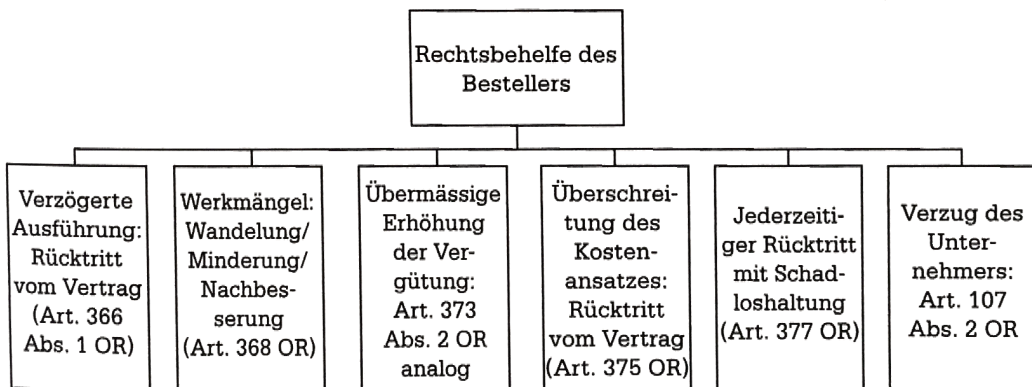 Rechtsbehelfe des
Bestellers
Verzögerte
Ausführung:
Rücktritt
vom Vertrag
(Art. 366
Abs. 1 OR)
Werkmängel:
Wandelung/
Minderung/
Nachbes-
serung
(Art. 368 OR)
Übermässige
Erhöhung
der Ver-
gütung:
Art. 373
Abs. 2 OR
analog
Überschrei-
tung des
Kosten-
ansatzes:
Rücktritt
vom Vertrag
(Art. 375 OR)
Jederzeiti-
ger Rücktritt
mit Schad-
loshaltung
(Art. 377 OR)
Verzug des
Unter-
nehmers:
Art. 107
Abs. 2 OR